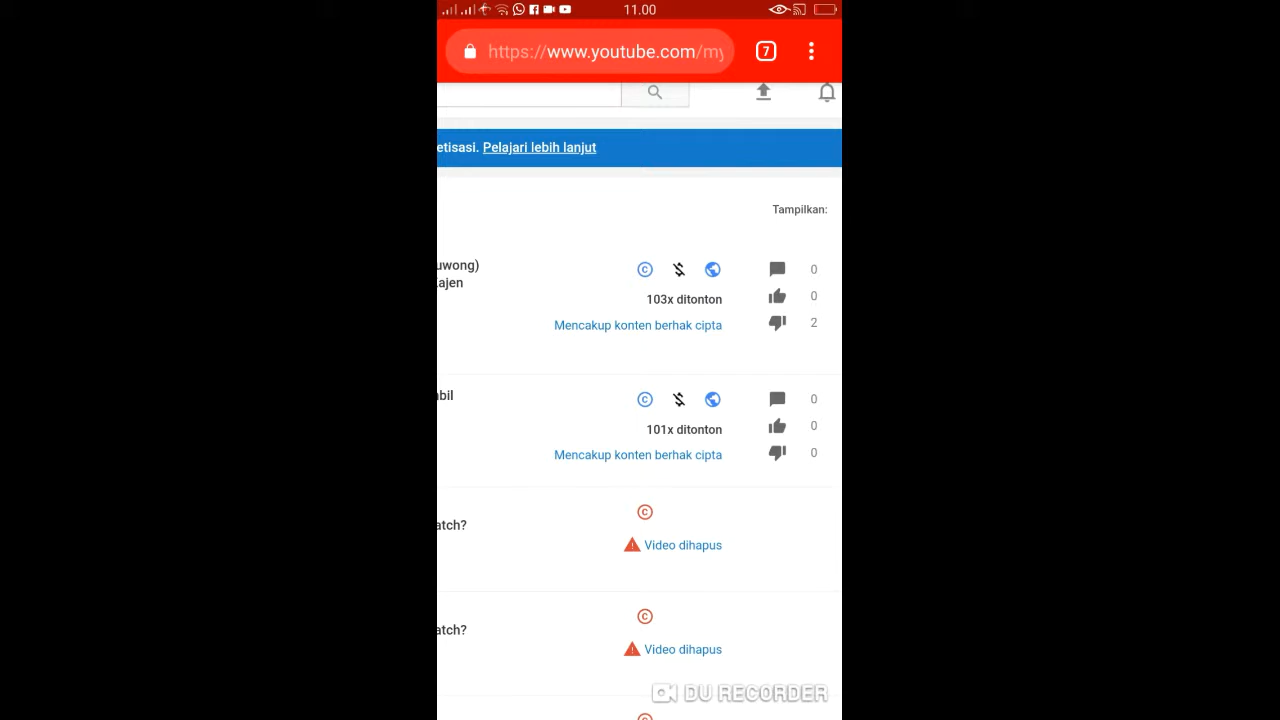 11.00
https://www.youtube.com/my
7
etisasi. Pelajari lebih lanjut
Tampilkan:
uwong)
Kajen
103x ditonton
Mencakup konten berhak cipta
0
0
2
bil
101x ditonton
Mencakup konten berhak cipta
0
0
0
atch?
Video dihapus
atch?
Video dihapus
DU RECORDER